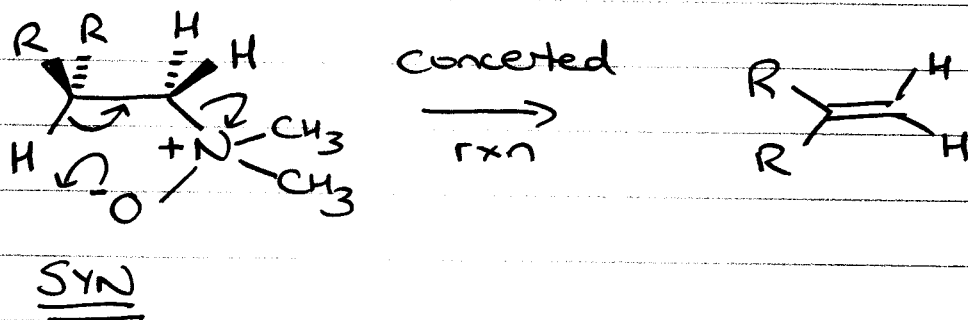 R R H H concerted
H + N CH3 → rxn R H
- O CH3 R H
SYN